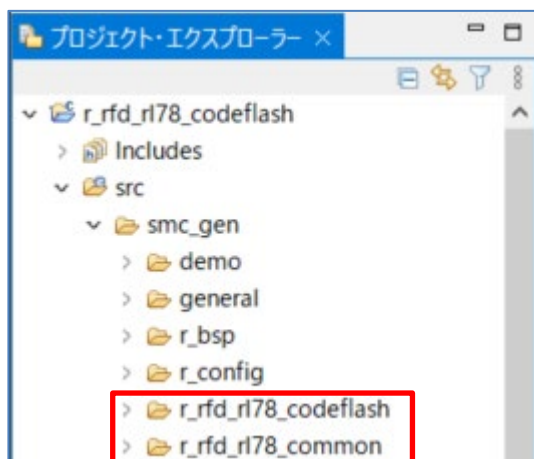 プロジェクト・エクスプローラー
r_rfd_rl78_codeflash
Includes
src
smc_gen
demo
general
r_bsp
r_config
r_rfd_rl78_codeflash
r_rfd_rl78_common